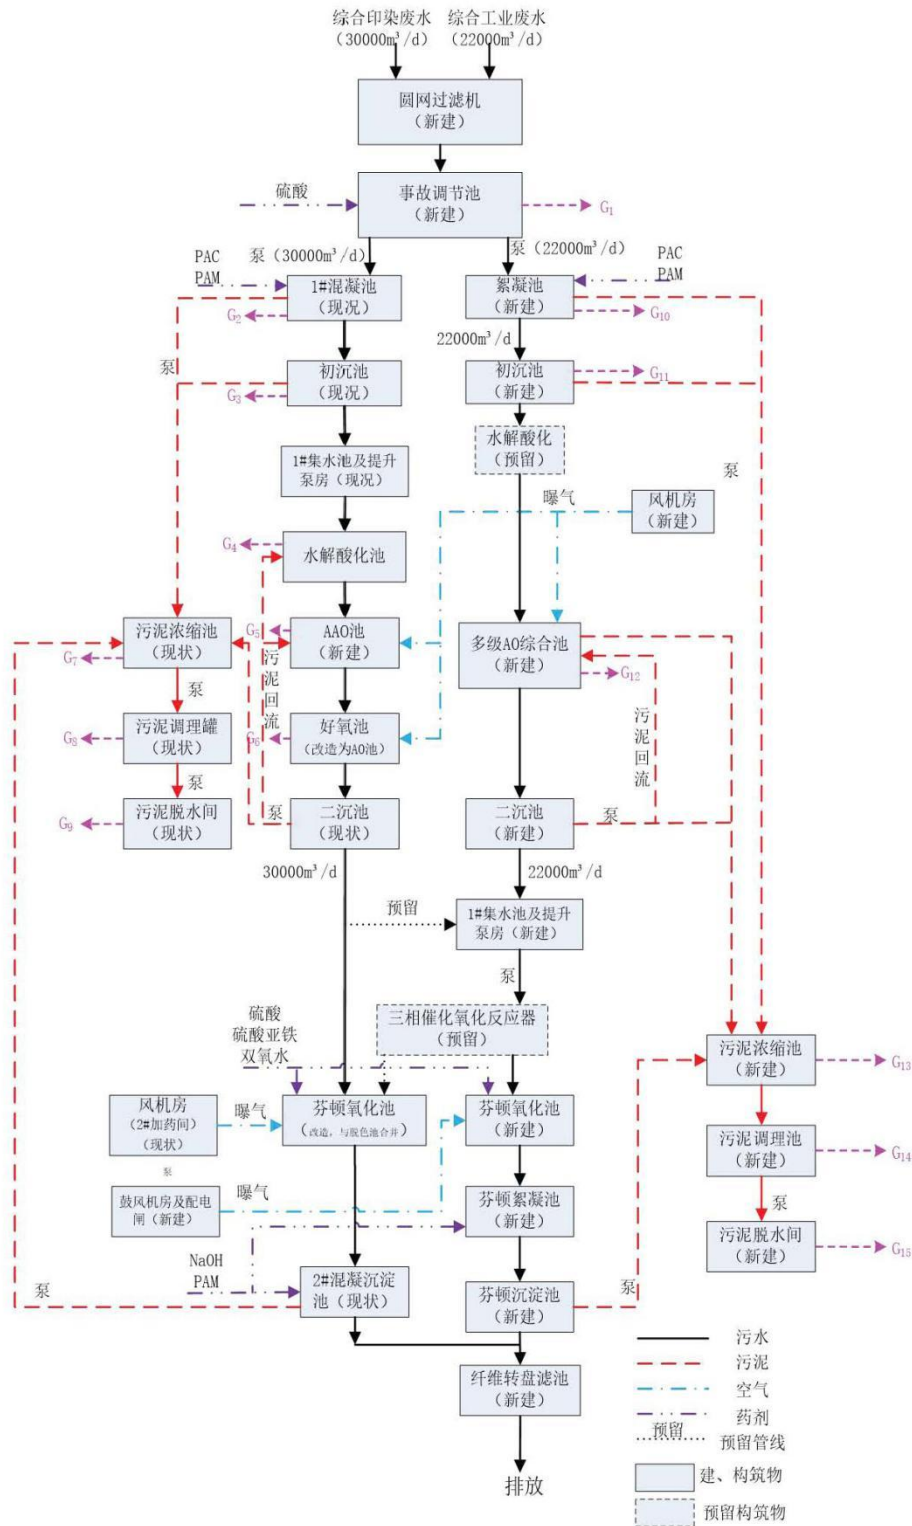 综合印染废水
（30000m³/d）
综合工业废水
（22000m³/d）
圆网过滤机
（新建）
硫酸
事故调节池
（新建）
G₁
泵（30000m³/d）
泵（22000m³/d）
PAC
PAM
1#混凝池
（现况）
G₂
絮凝池
（新建）
PAC
PAM
G₁₀
22000m³/d
泵
初沉池
（现况）
G₃
初沉池
（新建）
G₁₁
1#集水池及提升
泵房（现况）
水解酸化
（预留）
泵
曝气
风机房
（新建）
G₄
水解酸化池
污泥浓缩池
（现状）
G₇
G₅
AAO池
（新建）
多级AO综合池
（新建）
G₁₂
泵
污泥回流
污泥回流
污泥调理罐
（现状）
G₈
G₆
好氧池
（改造为AO池）
泵
污泥脱水间
（现状）
G₉
泵
二沉池
（现状）
二沉池
（新建）
泵
30000m³/d
22000m³/d
预留
1#集水池及提升
泵房（新建）
泵
硫酸
硫酸亚铁
双氧水
三相催化氧化反应器
（预留）
污泥浓缩池
（新建）
G₁₃
风机房
（2#加药间）
（现状）
曝气
芬顿氧化池
（改造，与脱色池合并）
芬顿氧化池
（新建）
污泥调理池
（新建）
G₁₄
泵
鼓风机房及配电
闸（新建）
曝气
芬顿絮凝池
（新建）
泵
污泥脱水间
（新建）
G₁₅
NaOH
PAM
泵
2#混凝沉淀
池（现状）
芬顿沉淀池
（新建）
泵
纤维转盘滤池
（新建）
排放
污水
污泥
空气
药剂
预留
预留管线
建、构筑物
预留构筑物